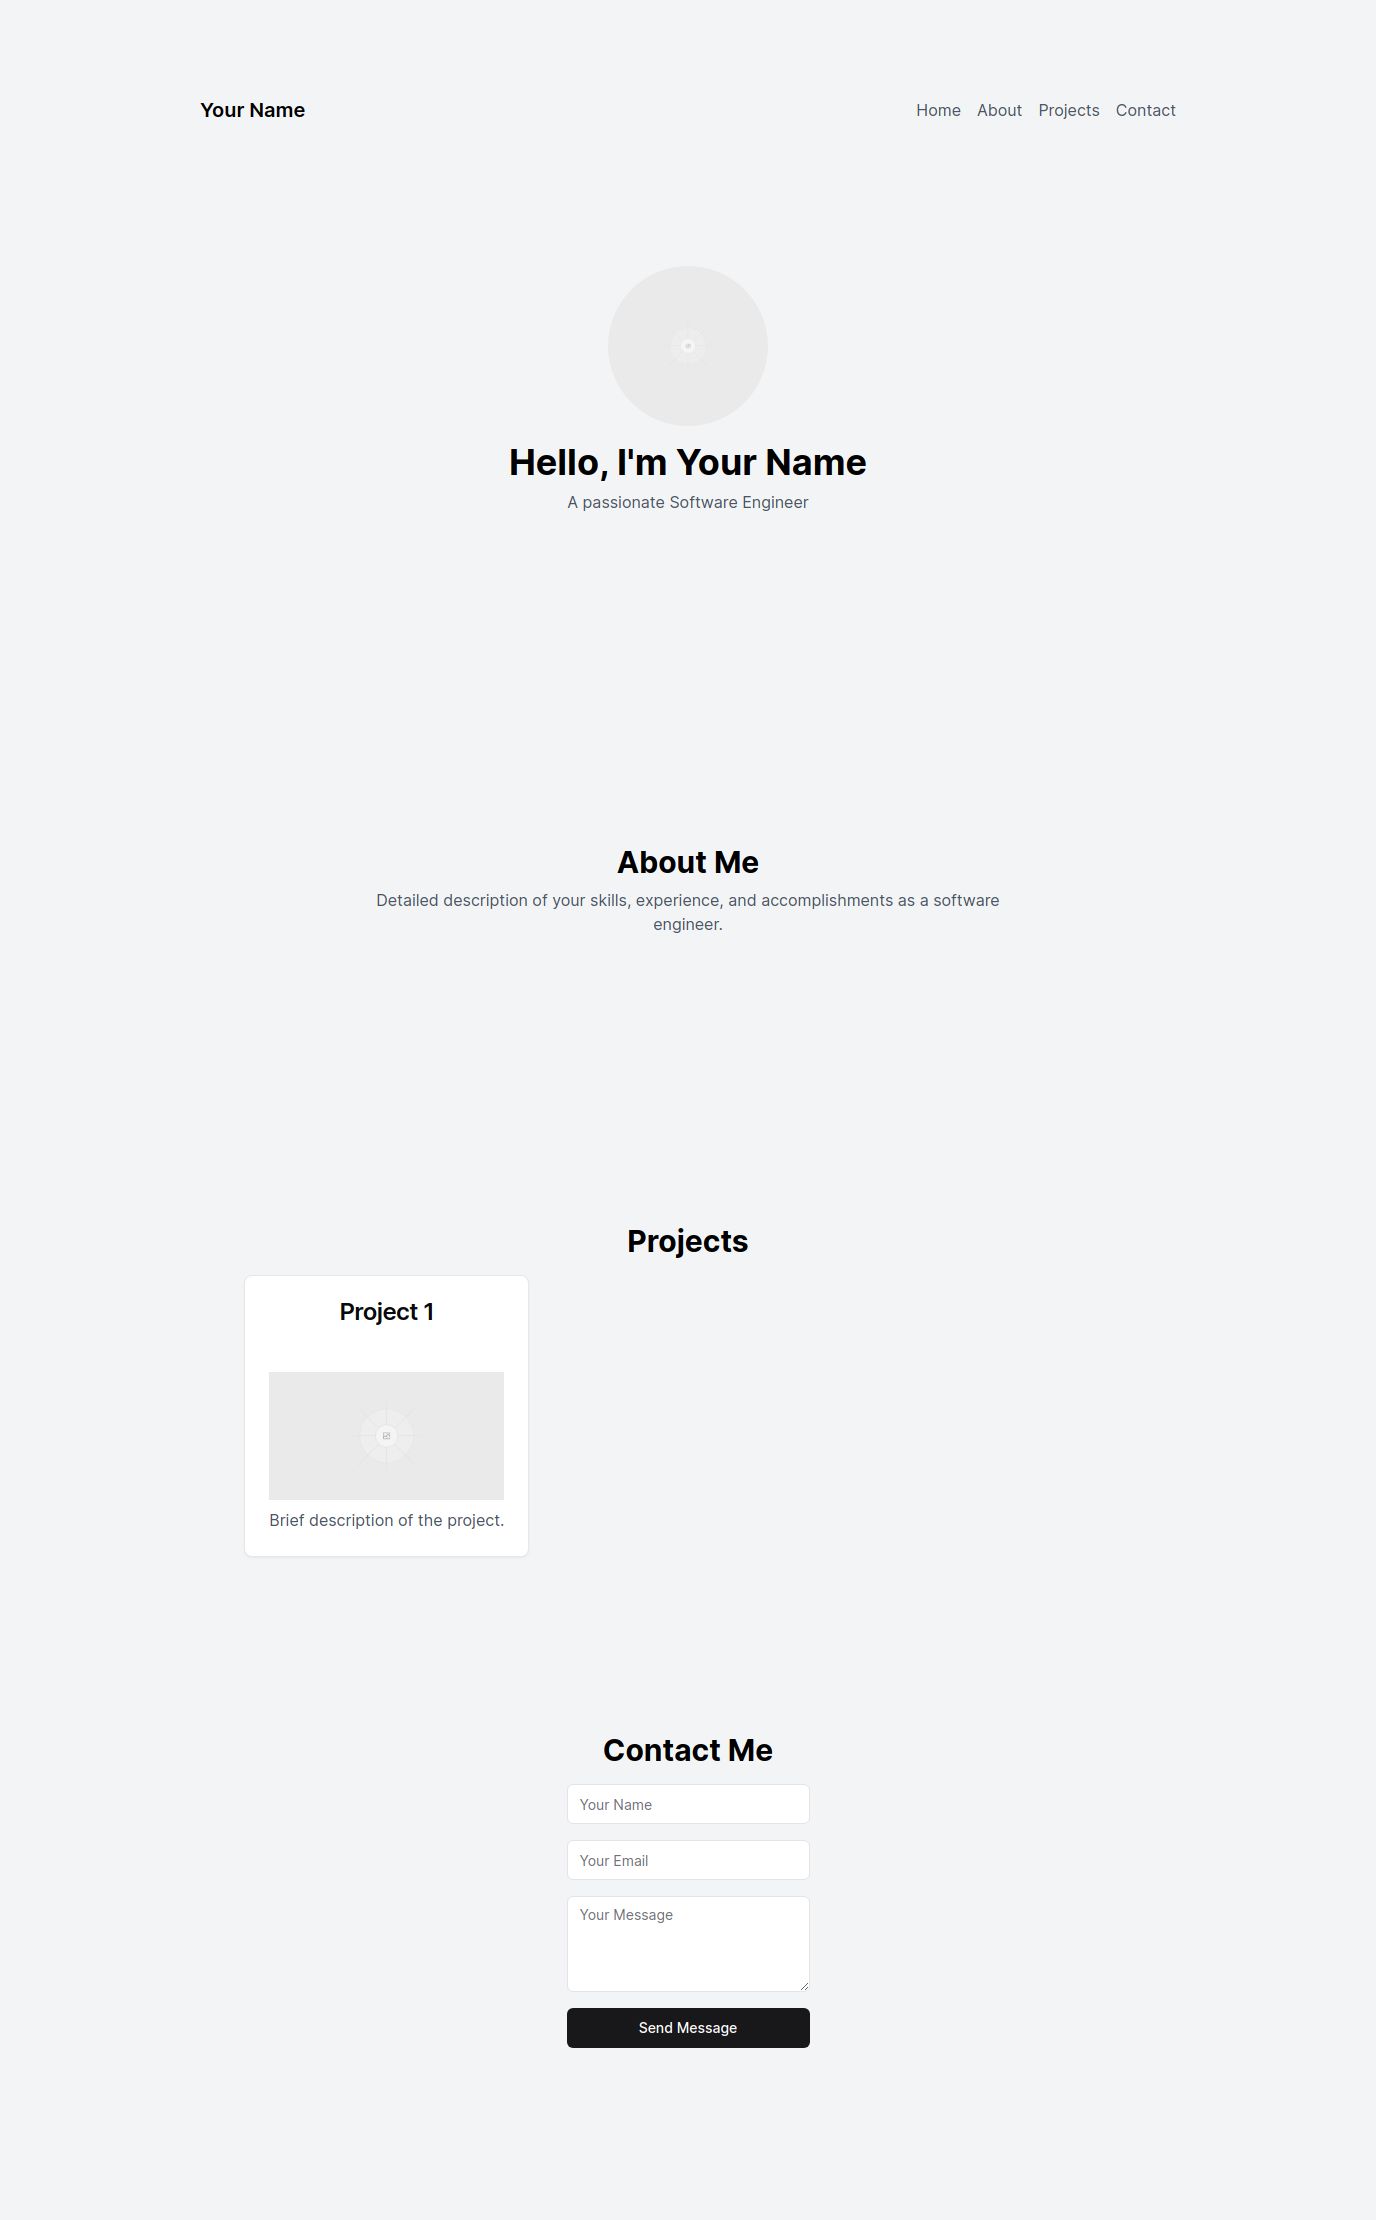 Your Name
Home About Projects Contact
Hello, I'm Your Name
A passionate Software Engineer
About Me
Detailed description of your skills, experience, and accomplishments as a software
engineer.
Projects
Project 1
Brief description of the project.
Contact Me
Your Name
Your Email
Your Message
Send Message